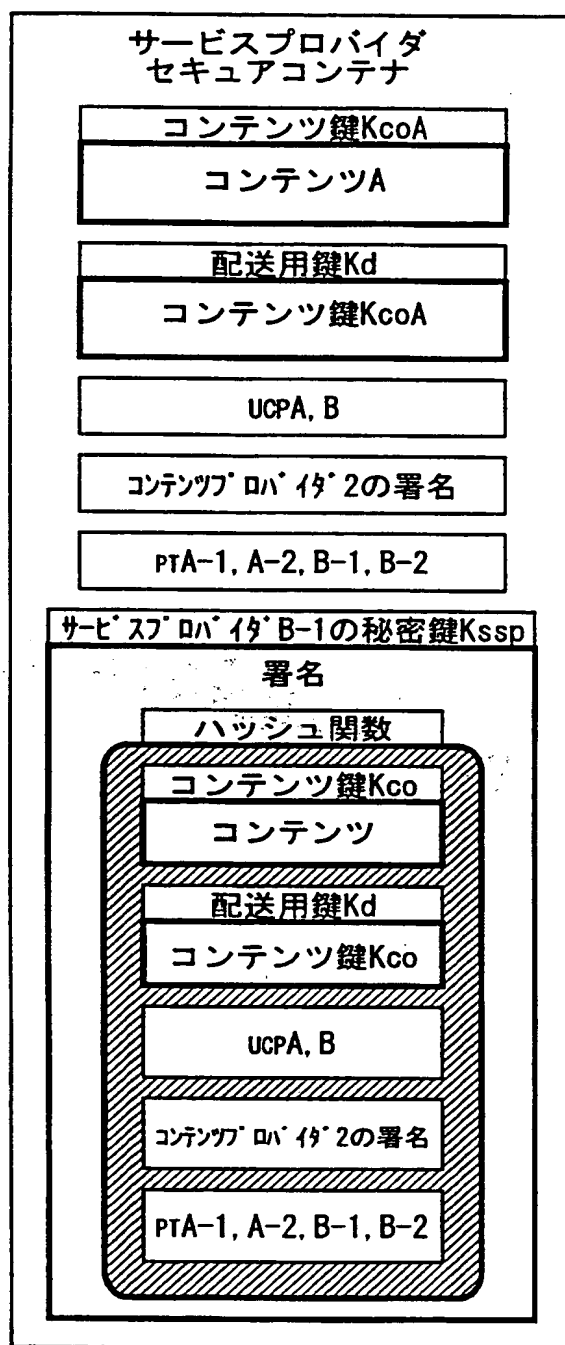 サービスプロバイダ
セキュアコンテナ
コンテンツ鍵KcoA
コンテンツA
配送用鍵Kd
コンテンツ鍵KcoA
UCPA, B
コンテンツプロバイダ2の署名
PTA-1, A-2, B-1, B-2
サービスプロバイダB-1の秘密鍵Kssp
署名
ハッシュ関数
コンテンツ鍵Kco
コンテンツ
配送用鍵Kd
コンテンツ鍵Kco
UCPA, B
コンテンツプロバイダ2の署名
PTA-1, A-2, B-1, B-2